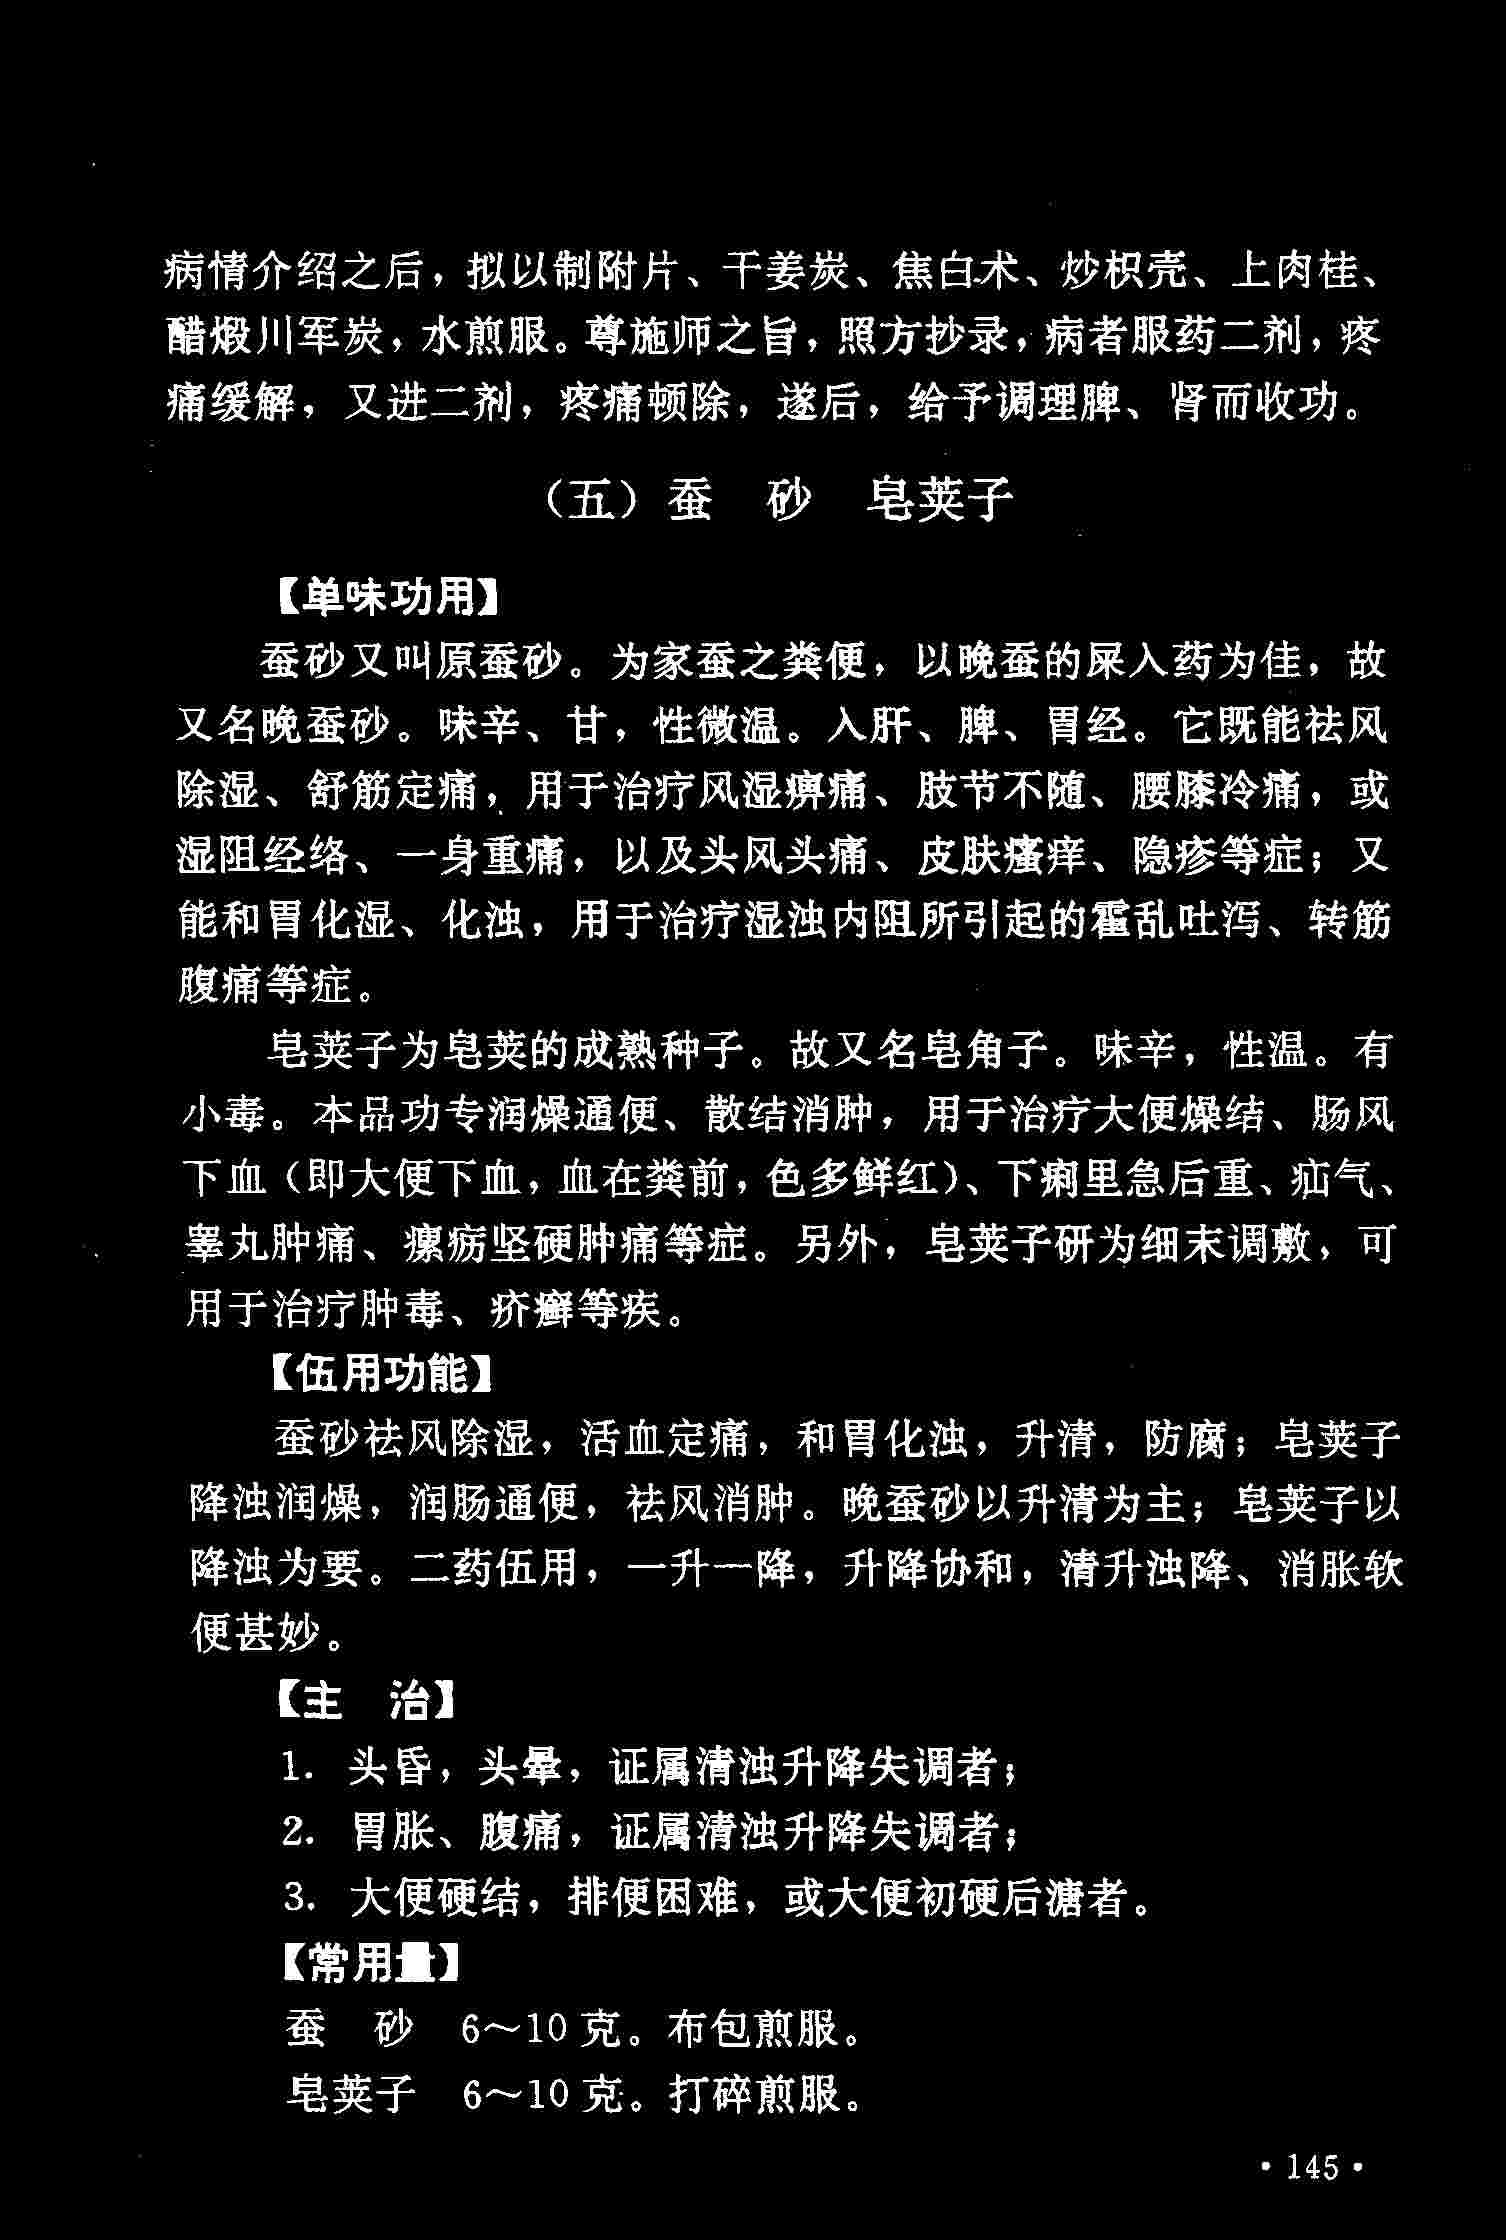 病情介绍之后，拟以制附片、干姜炭、焦白术、炒枳壳、上肉桂、
醋煅川军炭，水煎服。尊施师之旨，照方抄录，病者服药二剂，疼
痛缓解，又进二剂，疼痛顿除，遂后，给予调理脾、肾而收功。
（五）蚕　砂　皂荚子
【单味功用】
蚕砂又叫原蚕砂。为家蚕之粪便，以晚蚕的屎入药为佳，故
又名晚蚕砂。味辛、甘，性微温。入肝、脾、胃经。它既能祛风
除湿、舒筋定痛，用于治疗风湿痹痛、肢节不随、腰膝冷痛，或
湿阻经络、一身重痛，以及头风头痛、皮肤瘙痒、隐疹等症；又
能和胃化湿、化浊，用于治疗湿浊内阻所引起的霍乱吐泻、转筋
腹痛等症。
皂荚子为皂荚的成熟种子。故又名皂角子。味辛，性温。有
小毒。本品功专润燥通便、散结消肿，用于治疗大便燥结、肠风
下血（即大便下血，血在粪前，色多鲜红）、下痢里急后重、疝气、
睾丸肿痛、瘰疬坚硬肿痛等症。另外，皂荚子研为细末调敷，可
用于治疗肿毒、疥癣等疾。
【伍用功能】
蚕砂祛风除湿，活血定痛，和胃化浊，升清，防腐；皂荚子
降浊润燥，润肠通便，祛风消肿。晚蚕砂以升清为主；皂荚子以
降浊为要。二药伍用，一升一降，升降协和，清升浊降、消胀软
便甚妙。
【主　治】
1. 头昏，头晕，证属清浊升降失调者；
2. 胃胀、腹痛，证属清浊升降失调者；
3. 大便硬结，排便困难，或大便初硬后溏者。
【常用量】
蚕　砂　6～10克。布包煎服。
皂荚子　6～10克。打碎煎服。
·145·